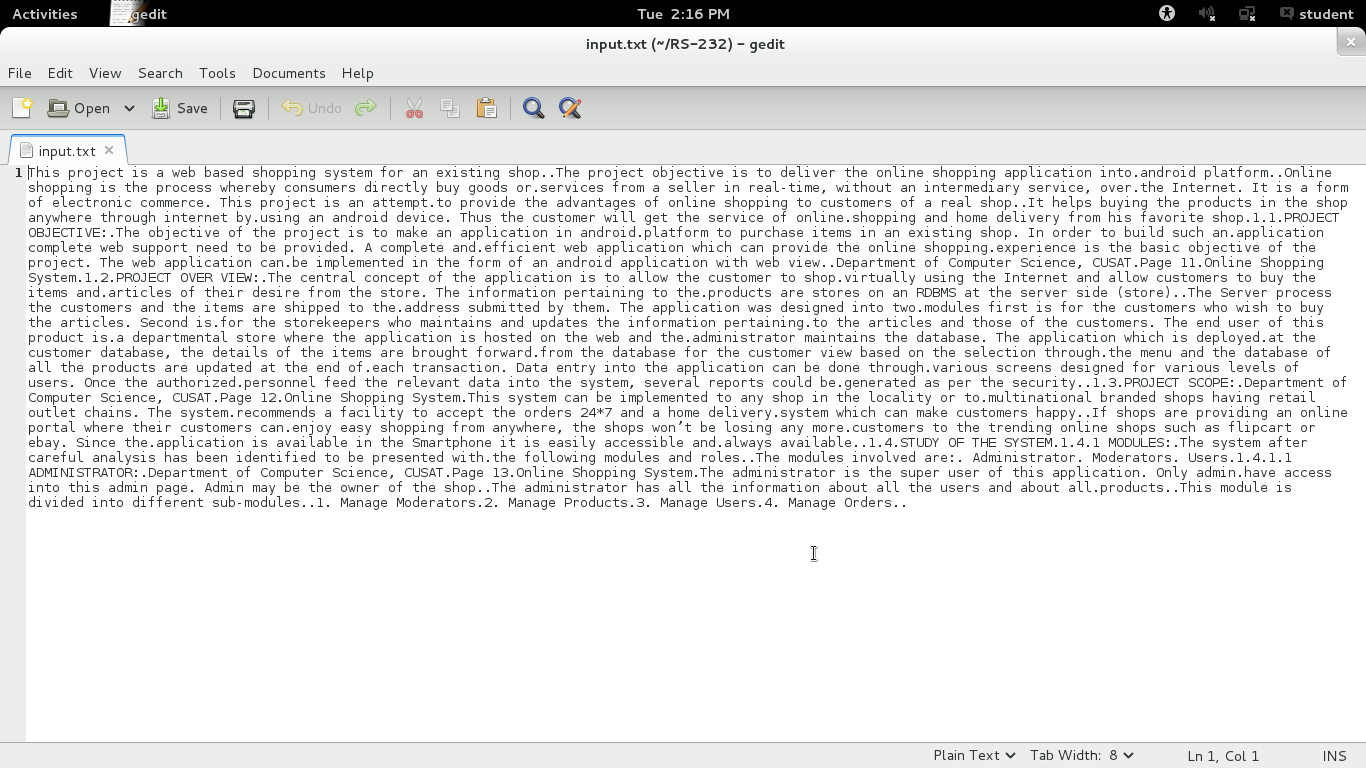 Activities gedit Tue 2:16 PM student
input.txt (~/RS-232) – gedit
File Edit View Search Tools Documents Help
Open Save Undo
input.txt
1 This project is a web based shopping system for an existing shop..The project objective is to deliver the online shopping application into.android platform..Online
shopping is the process whereby consumers directly buy goods or.services from a seller in real-time, without an intermediary service, over.the Internet. It is a form
of electronic commerce. This project is an attempt.to provide the advantages of online shopping to customers of a real shop..It helps buying the products in the shop
anywhere through internet by.using an android device. Thus the customer will get the service of online.shopping and home delivery from his favorite shop.1.1.PROJECT
OBJECTIVE:.The objective of the project is to make an application in android.platform to purchase items in an existing shop. In order to build such an.application
complete web support need to be provided. A complete and.efficient web application which can provide the online shopping.experience is the basic objective of the
project. The web application can.be implemented in the form of an android application with web view..Department of Computer Science, CUSAT.Page 11.Online Shopping
System.1.2.PROJECT OVER VIEW:.The central concept of the application is to allow the customer to shop.virtually using the Internet and allow customers to buy the
items and.articles of their desire from the store. The information pertaining to the.products are stores on an RDBMS at the server side (store)..The Server process
the customers and the items are shipped to the.address submitted by them. The application was designed into two.modules first is for the customers who wish to buy
the articles. Second is.for the storekeepers who maintains and updates the information pertaining.to the articles and those of the customers. The end user of this
product is.a departmental store where the application is hosted on the web and the.administrator maintains the database. The application which is deployed.at the
customer database, the details of the items are brought forward.from the database for the customer view based on the selection through.the menu and the database of
all the products are updated at the end of.each transaction. Data entry into the application can be done through.various screens designed for various levels of
users. Once the authorized.personnel feed the relevant data into the system, several reports could be.generated as per the security..1.3.PROJECT SCOPE:.Department of
Computer Science, CUSAT.Page 12.Online Shopping System.This system can be implemented to any shop in the locality or to.multinational branded shops having retail
outlet chains. The system.recommends a facility to accept the orders 24*7 and a home delivery.system which can make customers happy..If shops are providing an online
portal where their customers can.enjoy easy shopping from anywhere, the shops won’t be losing any more.customers to the trending online shops such as flipcart or
ebay. Since the.application is available in the Smartphone it is easily accessible and.always available..1.4.STUDY OF THE SYSTEM.1.4.1 MODULES:.The system after
careful analysis has been identified to be presented with.the following modules and roles..The modules involved are:. Administrator. Moderators. Users.1.4.1.1
ADMINISTRATOR:.Department of Computer Science, CUSAT.Page 13.Online Shopping System.The administrator is the super user of this application. Only admin.have access
into this admin page. Admin may be the owner of the shop..The administrator has all the information about all the users and about all.products..This module is
divided into different sub-modules..1. Manage Moderators.2. Manage Products.3. Manage Users.4. Manage Orders..
Plain Text Tab Width: 8 Ln 1, Col 1 INS